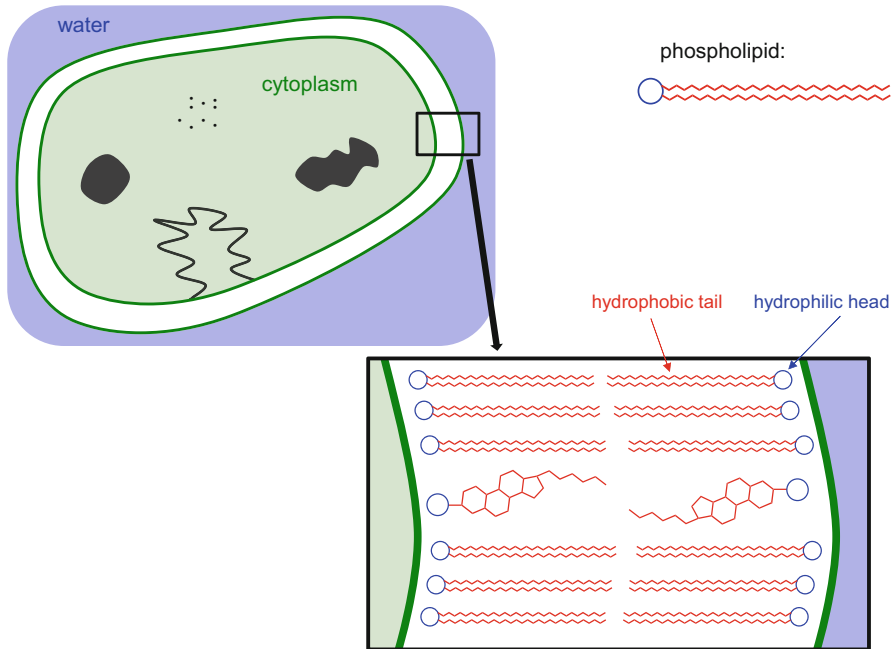 water
phospholipid:
cytoplasm
hydrophobic tail
hydrophilic head